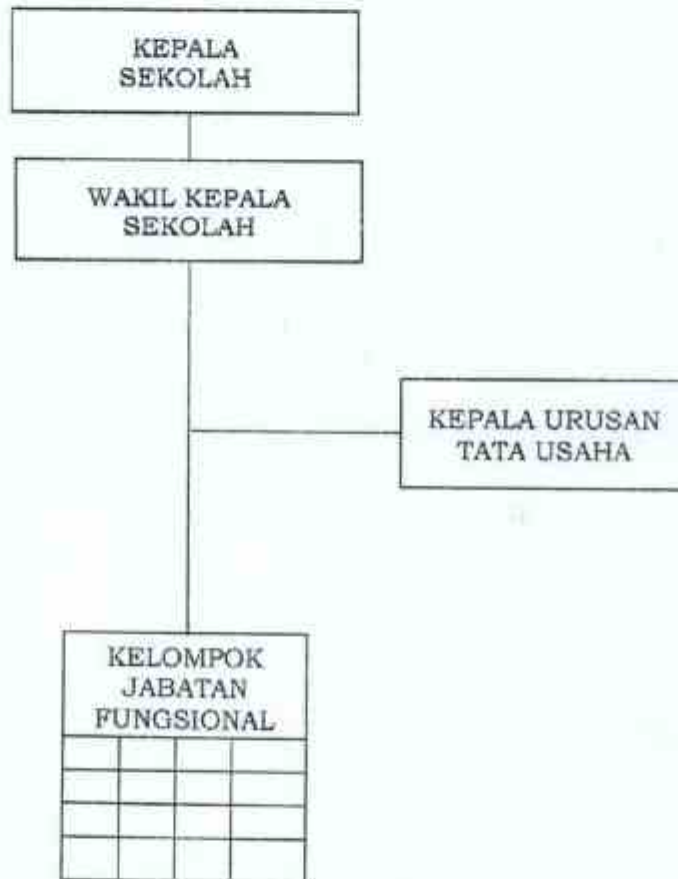 KEPALA
SEKOLAH
WAKIL KEPALA
SEKOLAH
KEPALA URUSAN
TATA USAHA
KELOMPOK
JABATAN
FUNGSIONAL